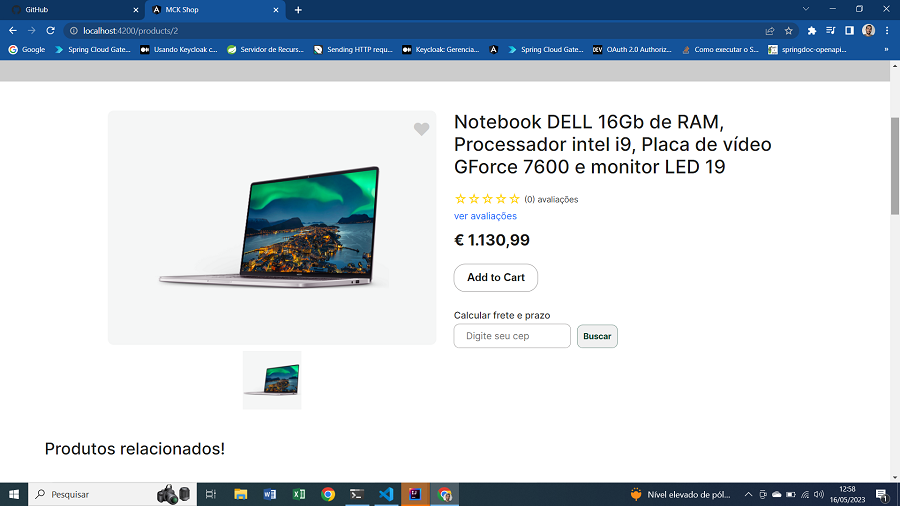 GitHub
MCK Shop
localhost:4200/products/2
Google
Spring Cloud Gate...
Usando Keycloak c...
Servidor de Recurs...
Sending HTTP requ...
Keycloak: Gerencia...
Spring Cloud Gate...
DEV
OAuth 2.0 Authoriz...
Como executar o S...
springdoc-openapi...
Notebook DELL 16Gb de RAM,
Processador intel i9, Placa de vídeo
GForce 7600 e monitor LED 19
(0) avaliações
ver avaliações
€ 1.130,99
Add to Cart
Calcular frete e prazo
Digite seu cep
Buscar
Produtos relacionados!
Pesquisar
Nível elevado de pól...
12:58
16/05/2023
1